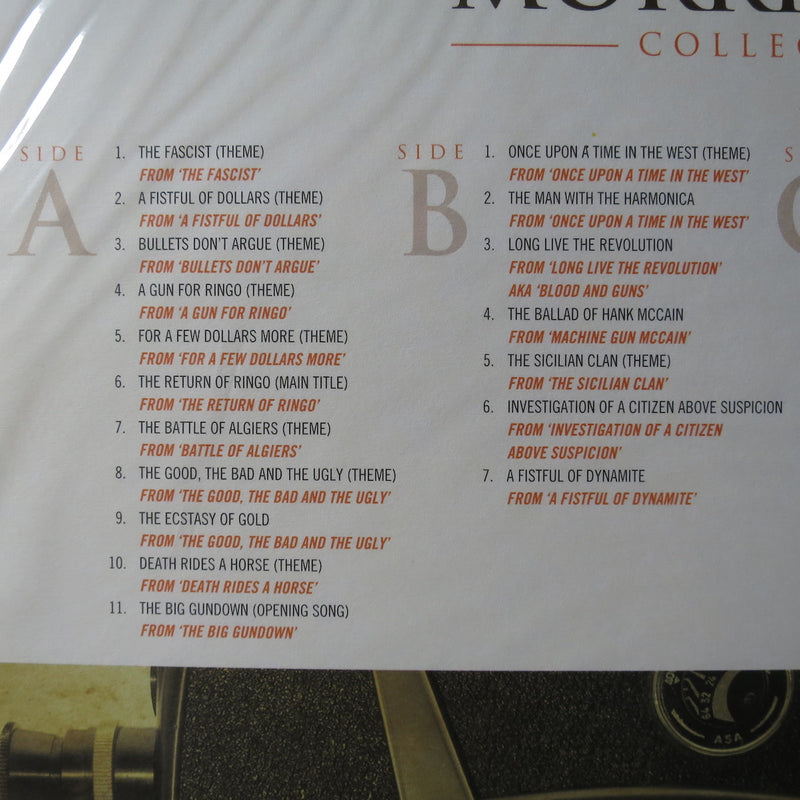 COLLEC
SIDE
A
1. THE FASCIST (THEME)
FROM 'THE FASCIST'
2. A FISTFUL OF DOLLARS (THEME)
FROM 'A FISTFUL OF DOLLARS'
3. BULLETS DON'T ARGUE (THEME)
FROM 'BULLETS DON'T ARGUE'
4. A GUN FOR RINGO (THEME)
FROM 'A GUN FOR RINGO'
5. FOR A FEW DOLLARS MORE (THEME)
FROM 'FOR A FEW DOLLARS MORE'
6. THE RETURN OF RINGO (MAIN TITLE)
FROM 'THE RETURN OF RINGO'
7. THE BATTLE OF ALGIERS (THEME)
FROM 'BATTLE OF ALGIERS'
8. THE GOOD, THE BAD AND THE UGLY (THEME)
FROM 'THE GOOD, THE BAD AND THE UGLY'
9. THE ECSTASY OF GOLD
FROM 'THE GOOD, THE BAD AND THE UGLY'
10. DEATH RIDES A HORSE (THEME)
FROM 'DEATH RIDES A HORSE'
11. THE BIG GUNDOWN (OPENING SONG)
FROM 'THE BIG GUNDOWN'
SIDE
B
1. ONCE UPON A TIME IN THE WEST (THEME)
FROM 'ONCE UPON A TIME IN THE WEST'
2. THE MAN WITH THE HARMONICA
FROM 'ONCE UPON A TIME IN THE WEST'
3. LONG LIVE THE REVOLUTION
FROM 'LONG LIVE THE REVOLUTION'
AKA 'BLOOD AND GUNS'
4. THE BALLAD OF HANK MCCAIN
FROM 'MACHINE GUN MCCAIN'
5. THE SICILIAN CLAN (THEME)
FROM 'THE SICILIAN CLAN'
6. INVESTIGATION OF A CITIZEN ABOVE SUSPICION
FROM 'INVESTIGATION OF A CITIZEN
ABOVE SUSPICION'
7. A FISTFUL OF DYNAMITE
FROM 'A FISTFUL OF DYNAMITE'
S
64 32 24
ASA